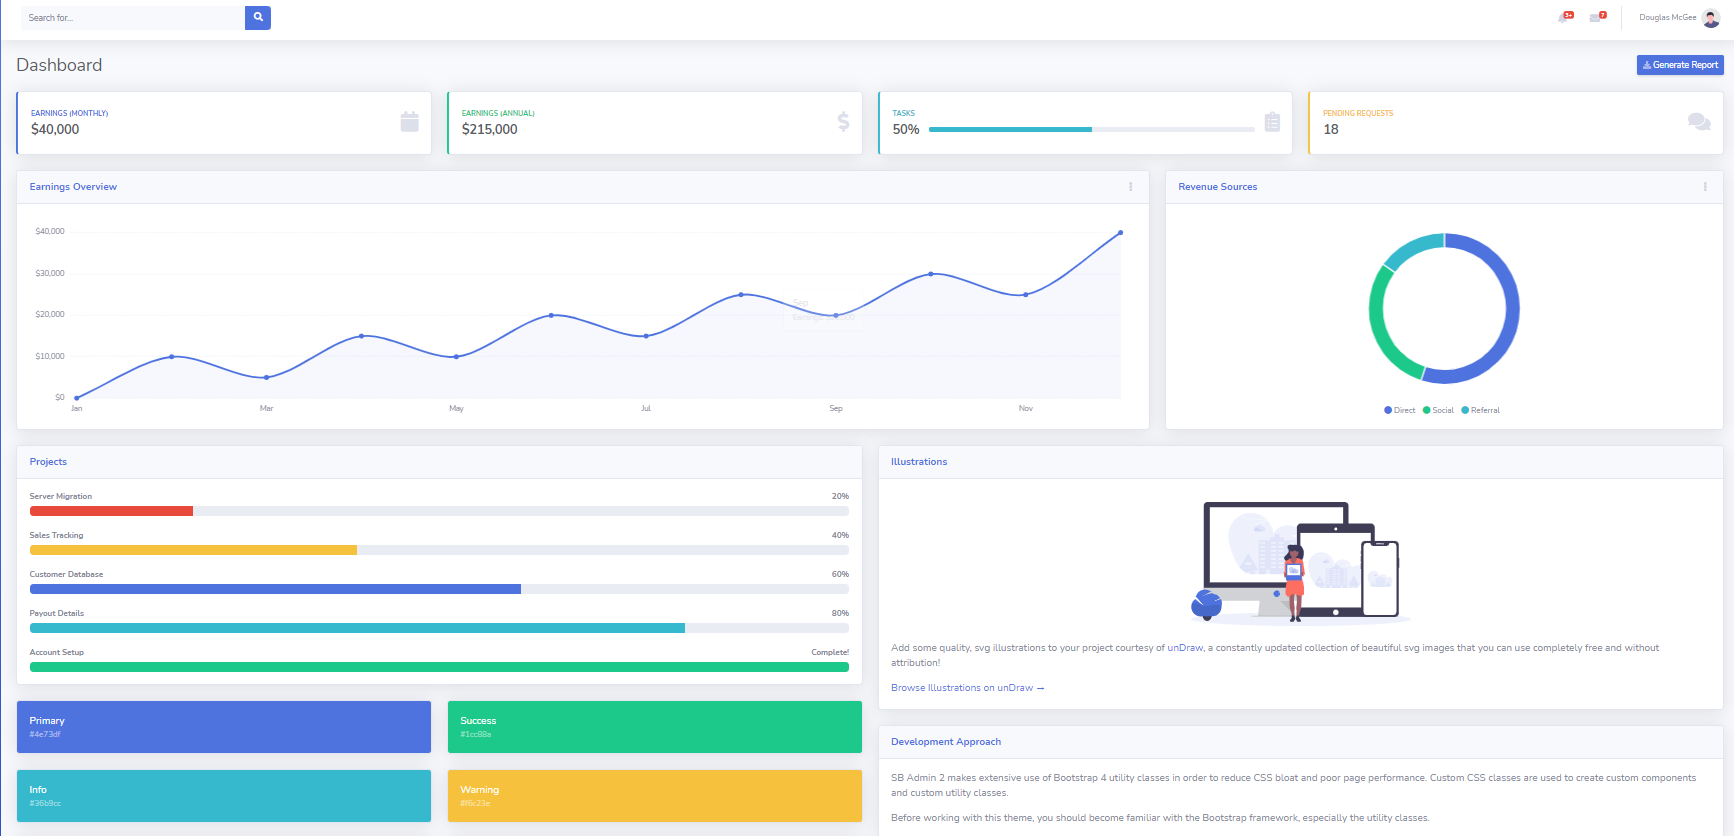 Search for...
3+
7
Douglas McGee
Dashboard
Generate Report
EARNINGS (MONTHLY)
$40,000
EARNINGS (ANNUAL)
$215,000
TASKS
50%
PENDING REQUESTS
18
Earnings Overview
$40,000
$30,000
$20,000
$10,000
$0
Jan
Mar
May
Jul
Sep
Nov
Sep
Revenue Sources
Direct
Social
Referral
Projects
Server Migration
20%
Sales Tracking
40%
Customer Database
60%
Payout Details
80%
Account Setup
Complete!
Illustrations
Add some quality, svg illustrations to your project courtesy of unDraw, a constantly updated collection of beautiful svg images that you can use completely free and without
attribution!
Browse Illustrations on unDraw →
Primary
#4e73df
Success
#1cc88a
Info
#36b9cc
Warning
#f6c23e
Development Approach
SB Admin 2 makes extensive use of Bootstrap 4 utility classes in order to reduce CSS bloat and poor page performance. Custom CSS classes are used to create custom components
and custom utility classes.
Before working with this theme, you should become familiar with the Bootstrap framework, especially the utility classes.